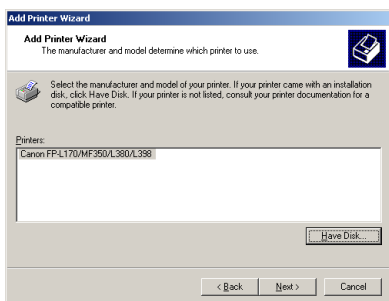 Add Printer Wizard
Add Printer Wizard
The manufacturer and model determine which printer to use.
Select the manufacturer and model of your printer. If your printer came with an installation
disk, click Have Disk. If your printer is not listed, consult your printer documentation for a
compatible printer.
Printers:
Canon FP-L170/MF350/L380/L398
Have Disk...
< Back
Next >
Cancel